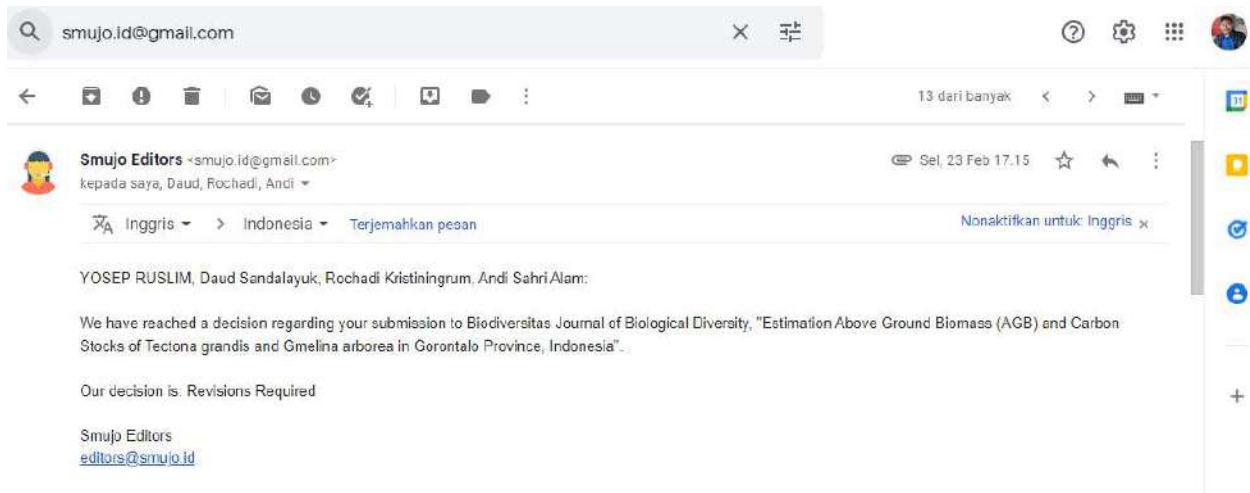 smujo.id@gmail.com
13 dari banyak
Smujo Editors <smujo.id@gmail.com>
Sel, 23 Feb 17.15
kepada saya, Daud, Rochadi, Andi
Inggris > Indonesia Terjemahkan pesan
Nonaktifkan untuk: Inggris x
YOSEP RUSLIM, Daud Sandalayuk, Rochadi Kristiningrum, Andi Sahri Alam:
We have reached a decision regarding your submission to Biodiversitas Journal of Biological Diversity, "Estimation Above Ground Biomass (AGB) and Carbon
Stocks of Tectona grandis and Gmelina arborea in Gorontalo Province, Indonesia".
Our decision is: Revisions Required
Smujo Editors
editors@smujo.id
31